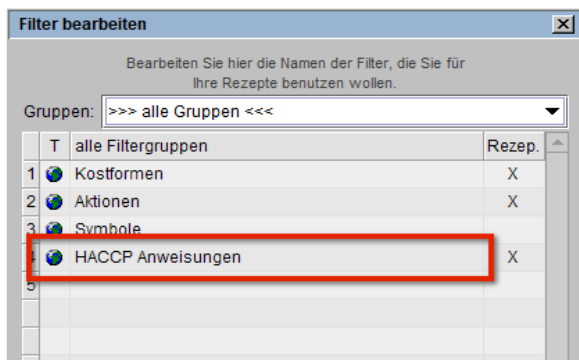 Filter bearbeiten
Bearbeiten Sie hier die Namen der Filter, die Sie für
Ihre Rezepte benutzen wollen.
Gruppen: >>> alle Gruppen <<<
T alle Filtergruppen Rezep.
1 Kostformen X
2 Aktionen X
3 Symbole
4 HACCP Anweisungen X
5